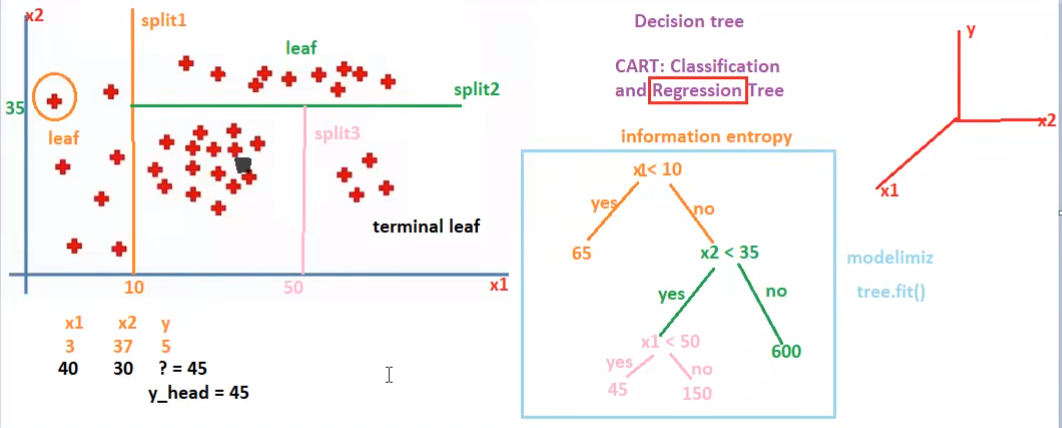 x2
split1
leaf
split2
35
leaf
split3
terminal leaf
10
50
x1
x1 x2 y
3 37 5
40 30 ? = 45
y_head = 45
Decision tree
CART: Classification
and Regression Tree
information entropy
x1< 10
yes
no
65
x2 < 35
yes
no
x1 < 50
600
yes
no
45
150
modelimiz
tree.fit()
y
x2
x1